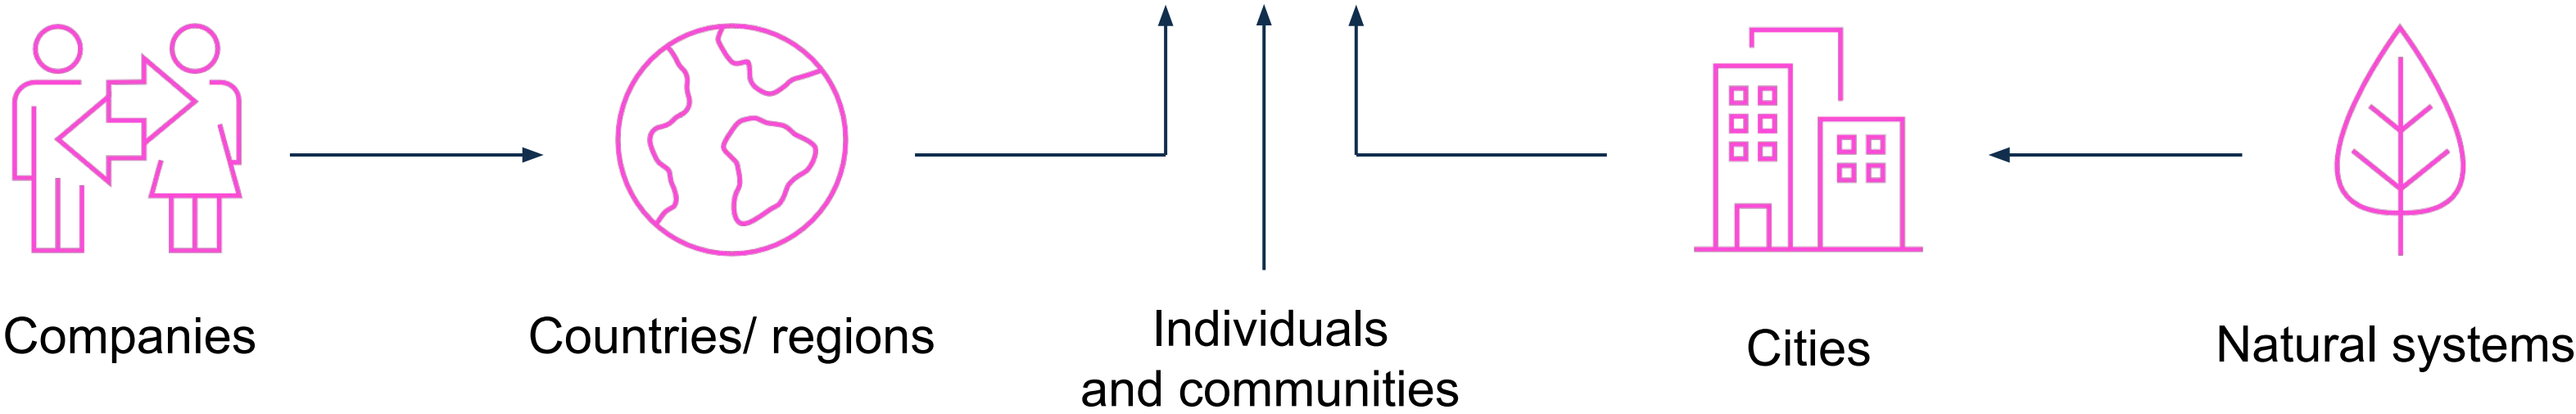 Companies
Countries/ regions
Individuals
and communities
Cities
Natural systems